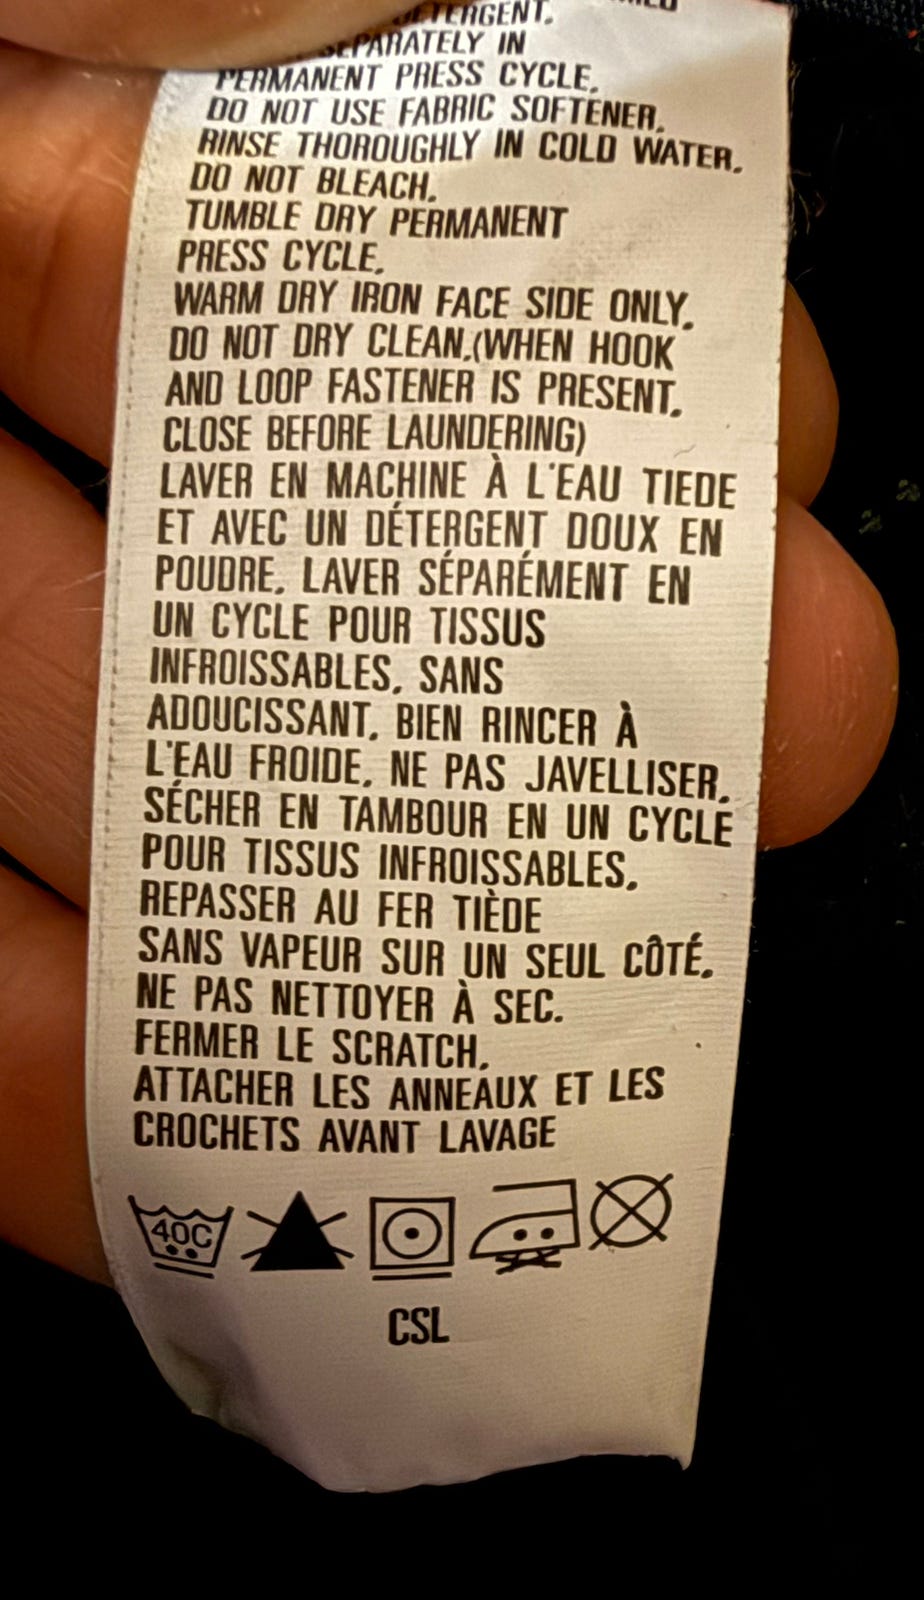 DETERGENT.
SEPARATELY IN
PERMANENT PRESS CYCLE.
DO NOT USE FABRIC SOFTENER.
RINSE THOROUGHLY IN COLD WATER.
DO NOT BLEACH.
TUMBLE DRY PERMANENT
PRESS CYCLE.
WARM DRY IRON FACE SIDE ONLY.
DO NOT DRY CLEAN.(WHEN HOOK
AND LOOP FASTENER IS PRESENT.
CLOSE BEFORE LAUNDERING)
LAVER EN MACHINE À L'EAU TIEDE
ET AVEC UN DÉTERGENT DOUX EN
POUDRE. LAVER SÉPARÉMENT EN
UN CYCLE POUR TISSUS
INFROISSABLES. SANS
ADOUCISSANT. BIEN RINCER À
L'EAU FROIDE. NE PAS JAVELLISER.
SÉCHER EN TAMBOUR EN UN CYCLE
POUR TISSUS INFROISSABLES.
REPASSER AU FER TIÈDE
SANS VAPEUR SUR UN SEUL CÔTÉ.
NE PAS NETTOYER À SEC.
FERMER LE SCRATCH.
ATTACHER LES ANNEAUX ET LES
CROCHETS AVANT LAVAGE
40C
CSL